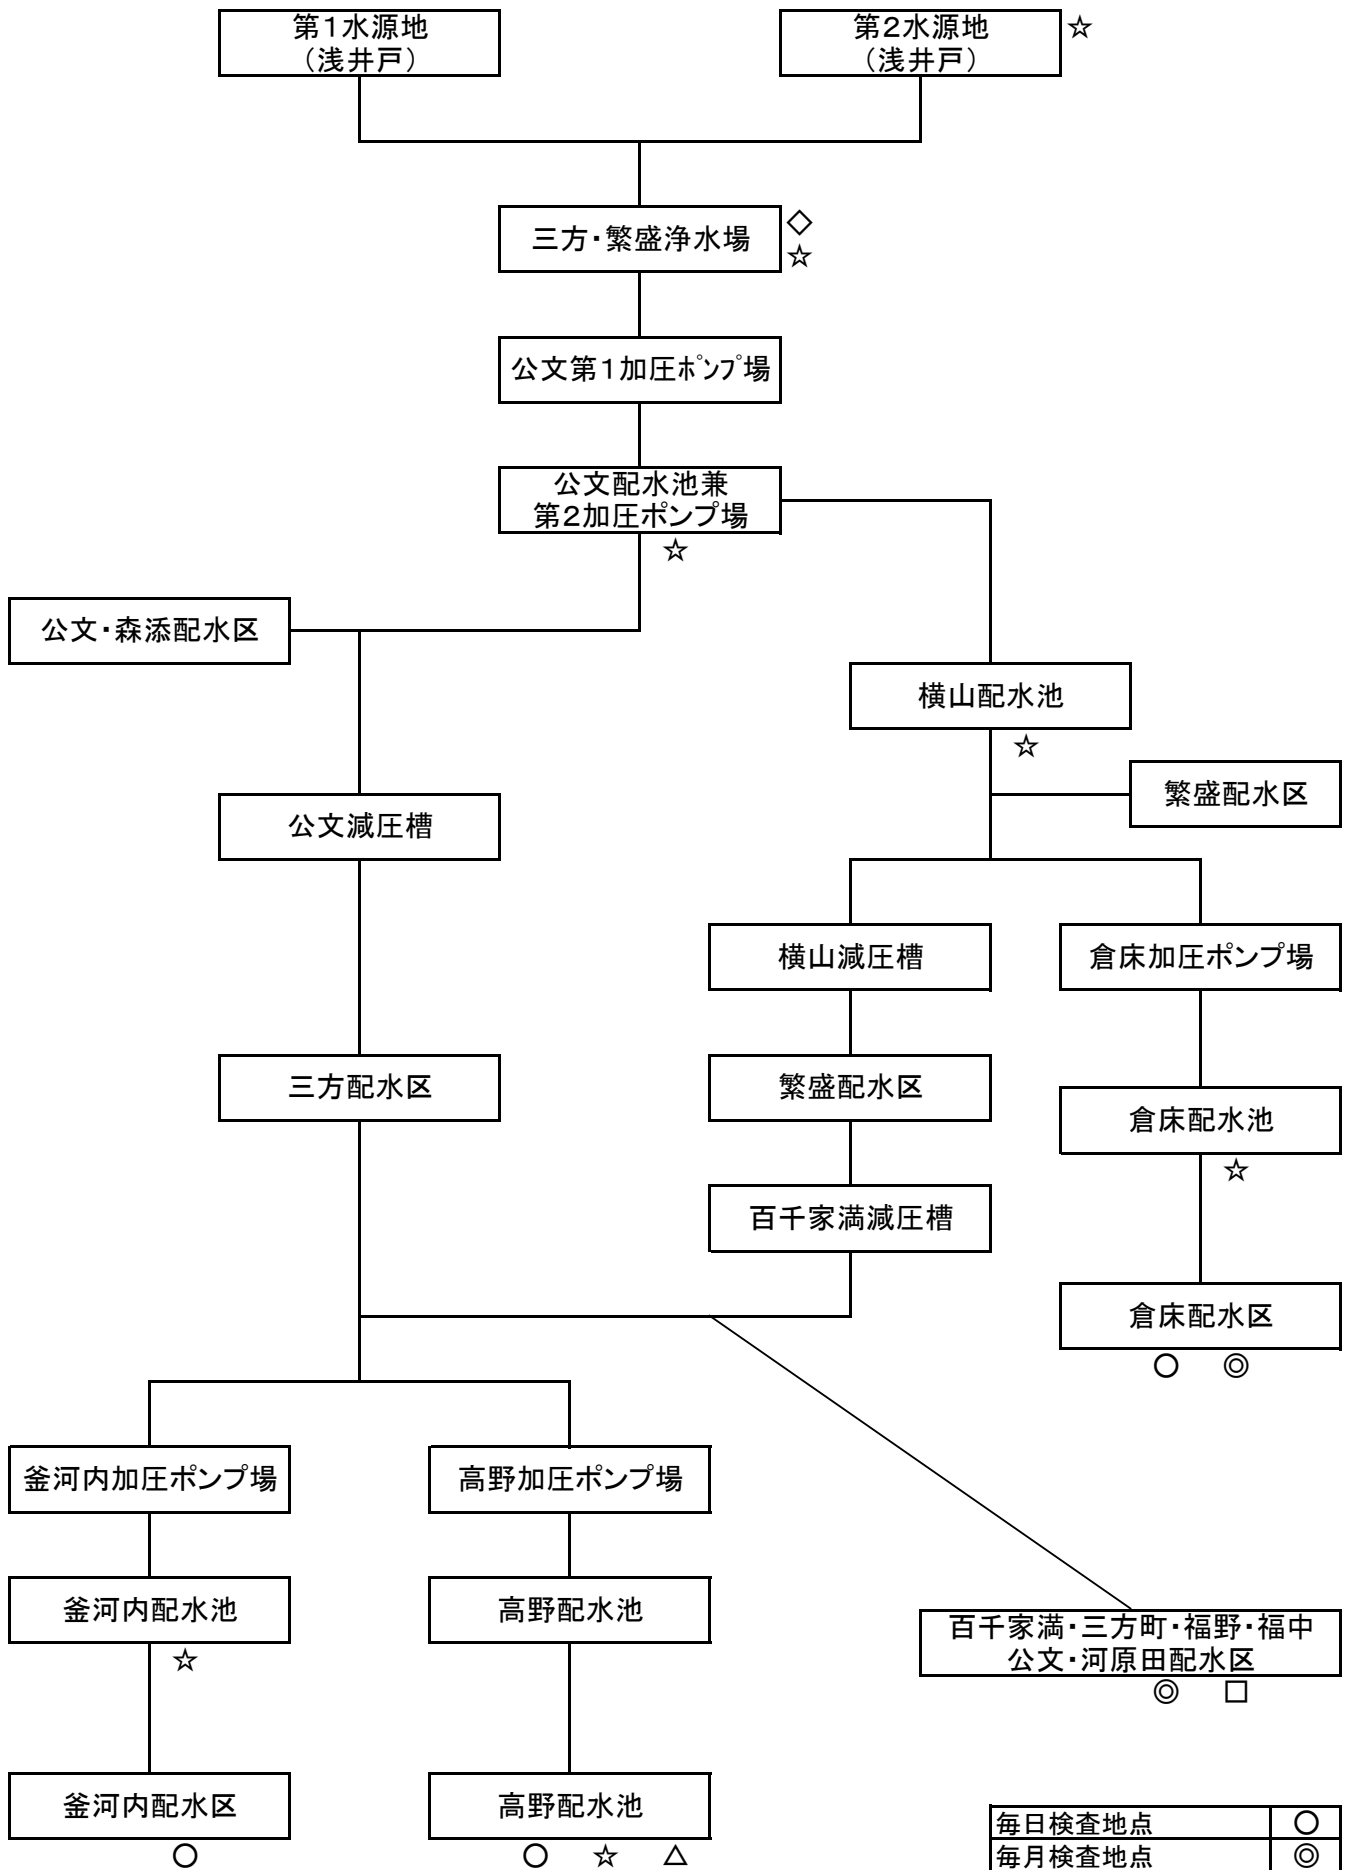 第1水源地
（浅井戸）
第2水源地
（浅井戸）
☆
三方・繁盛浄水場
◇
☆
公文第1加圧ﾎﾟﾝﾌﾟ場
公文配水池兼
第2加圧ポンプ場
☆
公文・森添配水区
横山配水池
☆
繁盛配水区
公文減圧槽
横山減圧槽
倉床加圧ポンプ場
三方配水区
繁盛配水区
倉床配水池
☆
百千家満減圧槽
倉床配水区
○ ◎
釜河内加圧ポンプ場
高野加圧ポンプ場
釜河内配水池
☆
高野配水池
百千家満・三方町・福野・福中
公文・河原田配水区
◎ □
釜河内配水区
○
高野配水池
○ ☆ △
毎日検査地点 ○
毎月検査地点 ◎